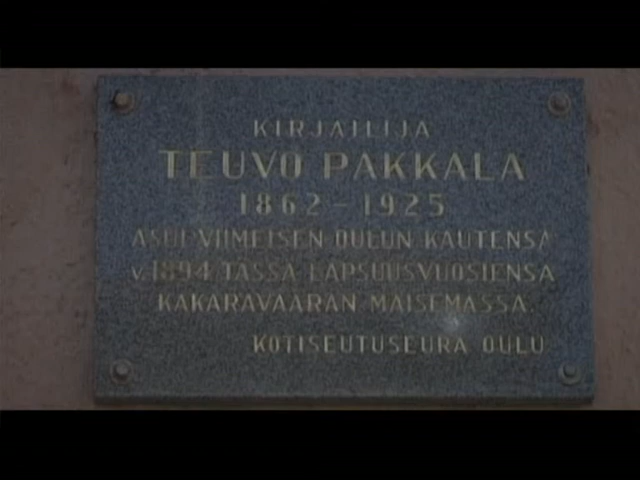 KIRJAILIJA
TEUVO PAKKALA
1862-1925
ASUI VIIMEISEN OULUN KAUTENSA
v. 1894 TÄSSÄ LAPSUUSVUOSIENSA
KAKARAVAARAN MAISEMASSA.
KOTISEUTUSEURA OULU